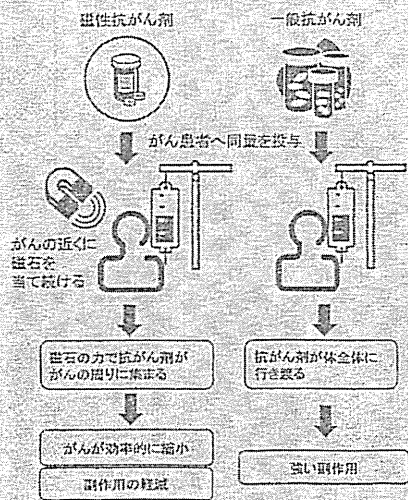 磁性抗がん剤
一般抗がん剤
がん患者へ同量を投与
がんの近くに
磁石を
当て続ける
磁石の力で抗がん剤が
がんの周りに集まる
抗がん剤が体全体に
行き渡る
がんが効率的に縮小
副作用の軽減
強い副作用